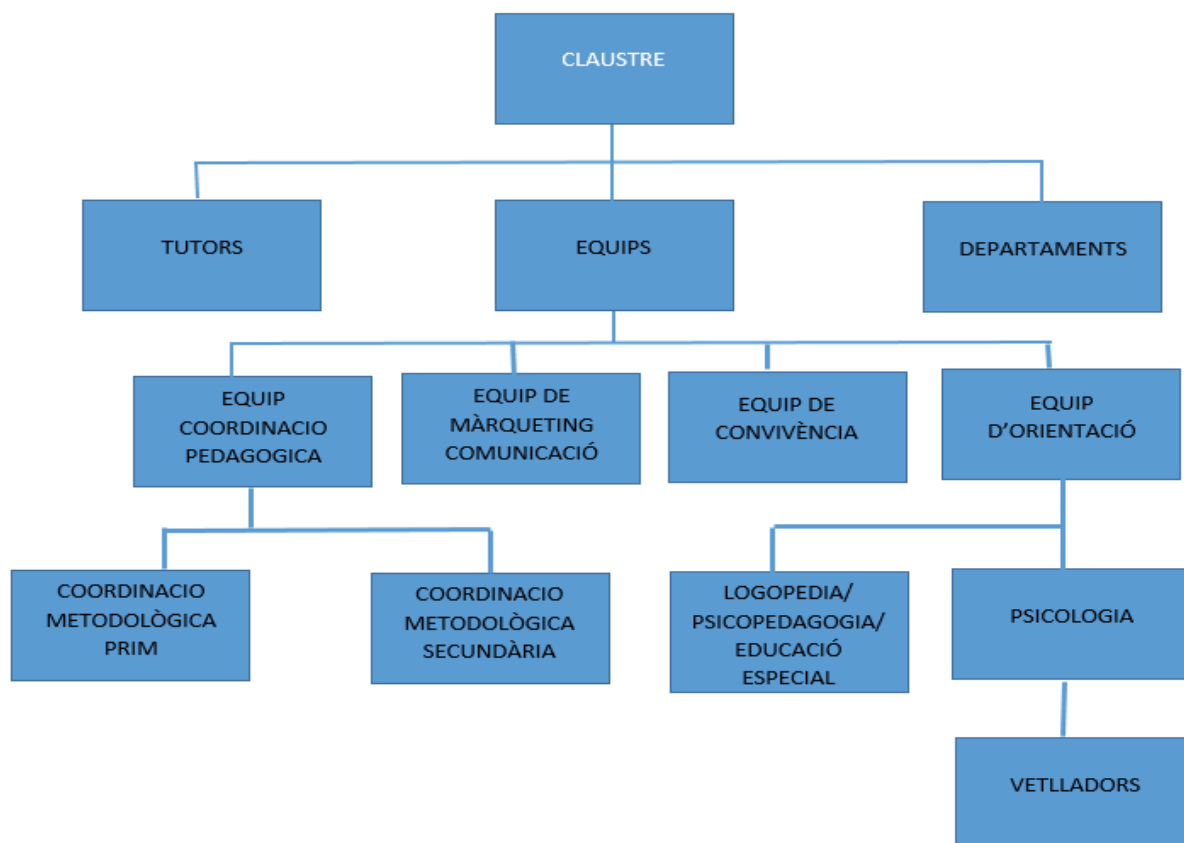 CLAUSTRE
TUTORS
EQUIPS
DEPARTAMENTS
EQUIP
COORDINACIO
PEDAGOGICA
EQUIP DE
MÀRQUETING
COMUNICACIÓ
EQUIP DE
CONVIVÈNCIA
EQUIP
D’ORIENTACIÓ
COORDINACIO
METODOLÒGICA
PRIM
COORDINACIO
METODOLÒGICA
SECUNDÀRIA
LOGOPEDIA/
PSICOPEDAGOGIA/
EDUCACIÓ
ESPECIAL
PSICOLOGIA
VETLLADORS